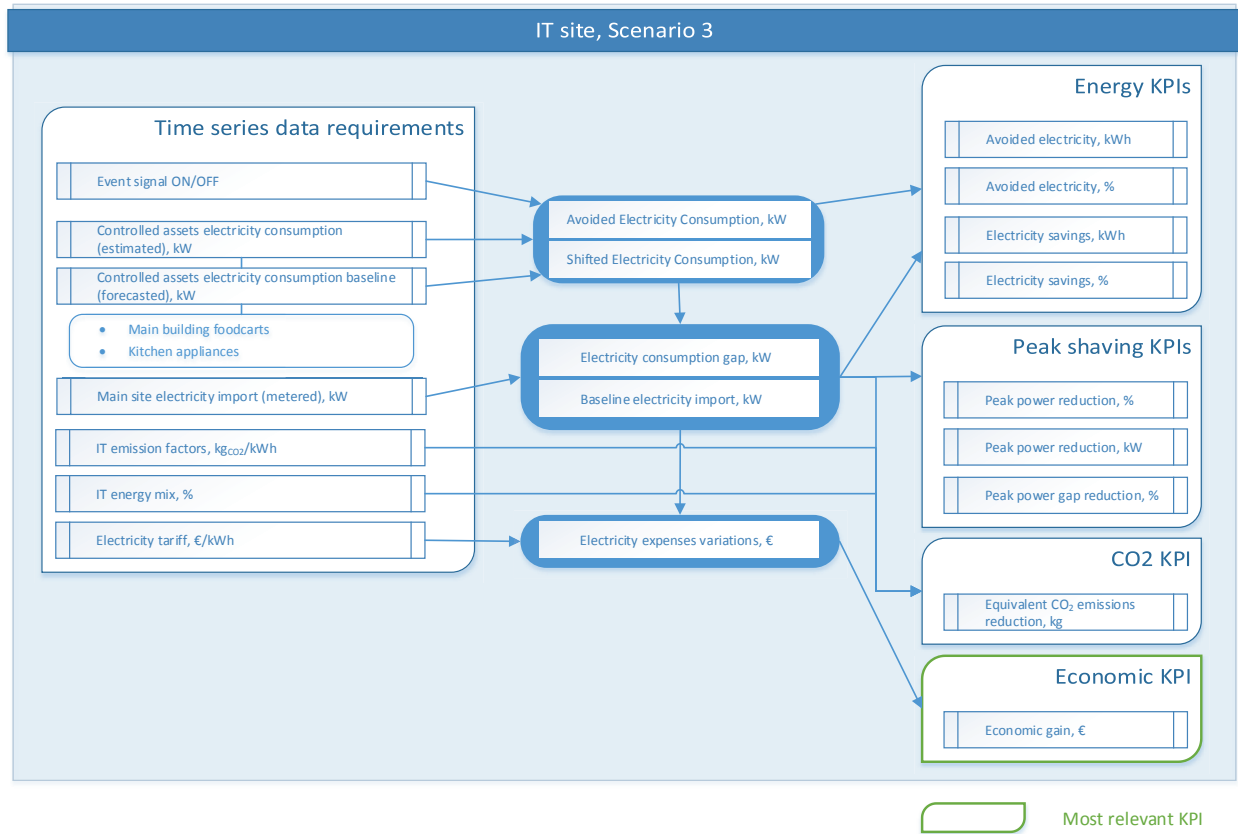 IT site, Scenario 3
Time series data requirements
Event signal ON/OFF
Controlled assets electricity consumption
(estimated), kW
Controlled assets electricity consumption baseline
(forecasted), kW
• Main building foodcarts
• Kitchen appliances
Main site electricity import (metered), kW
IT emission factors, kgCO2/kWh
IT energy mix, %
Electricity tariff, €/kWh
Avoided Electricity Consumption, kW
Shifted Electricity Consumption, kW
Electricity consumption gap, kW
Baseline electricity import, kW
Electricity expenses variations, €
Energy KPIs
Avoided electricity, kWh
Avoided electricity, %
Electricity savings, kWh
Electricity savings, %
Peak shaving KPIs
Peak power reduction, %
Peak power reduction, kW
Peak power gap reduction, %
CO2 KPI
Equivalent CO₂ emissions
reduction, kg
Economic KPI
Economic gain, €
Most relevant KPI